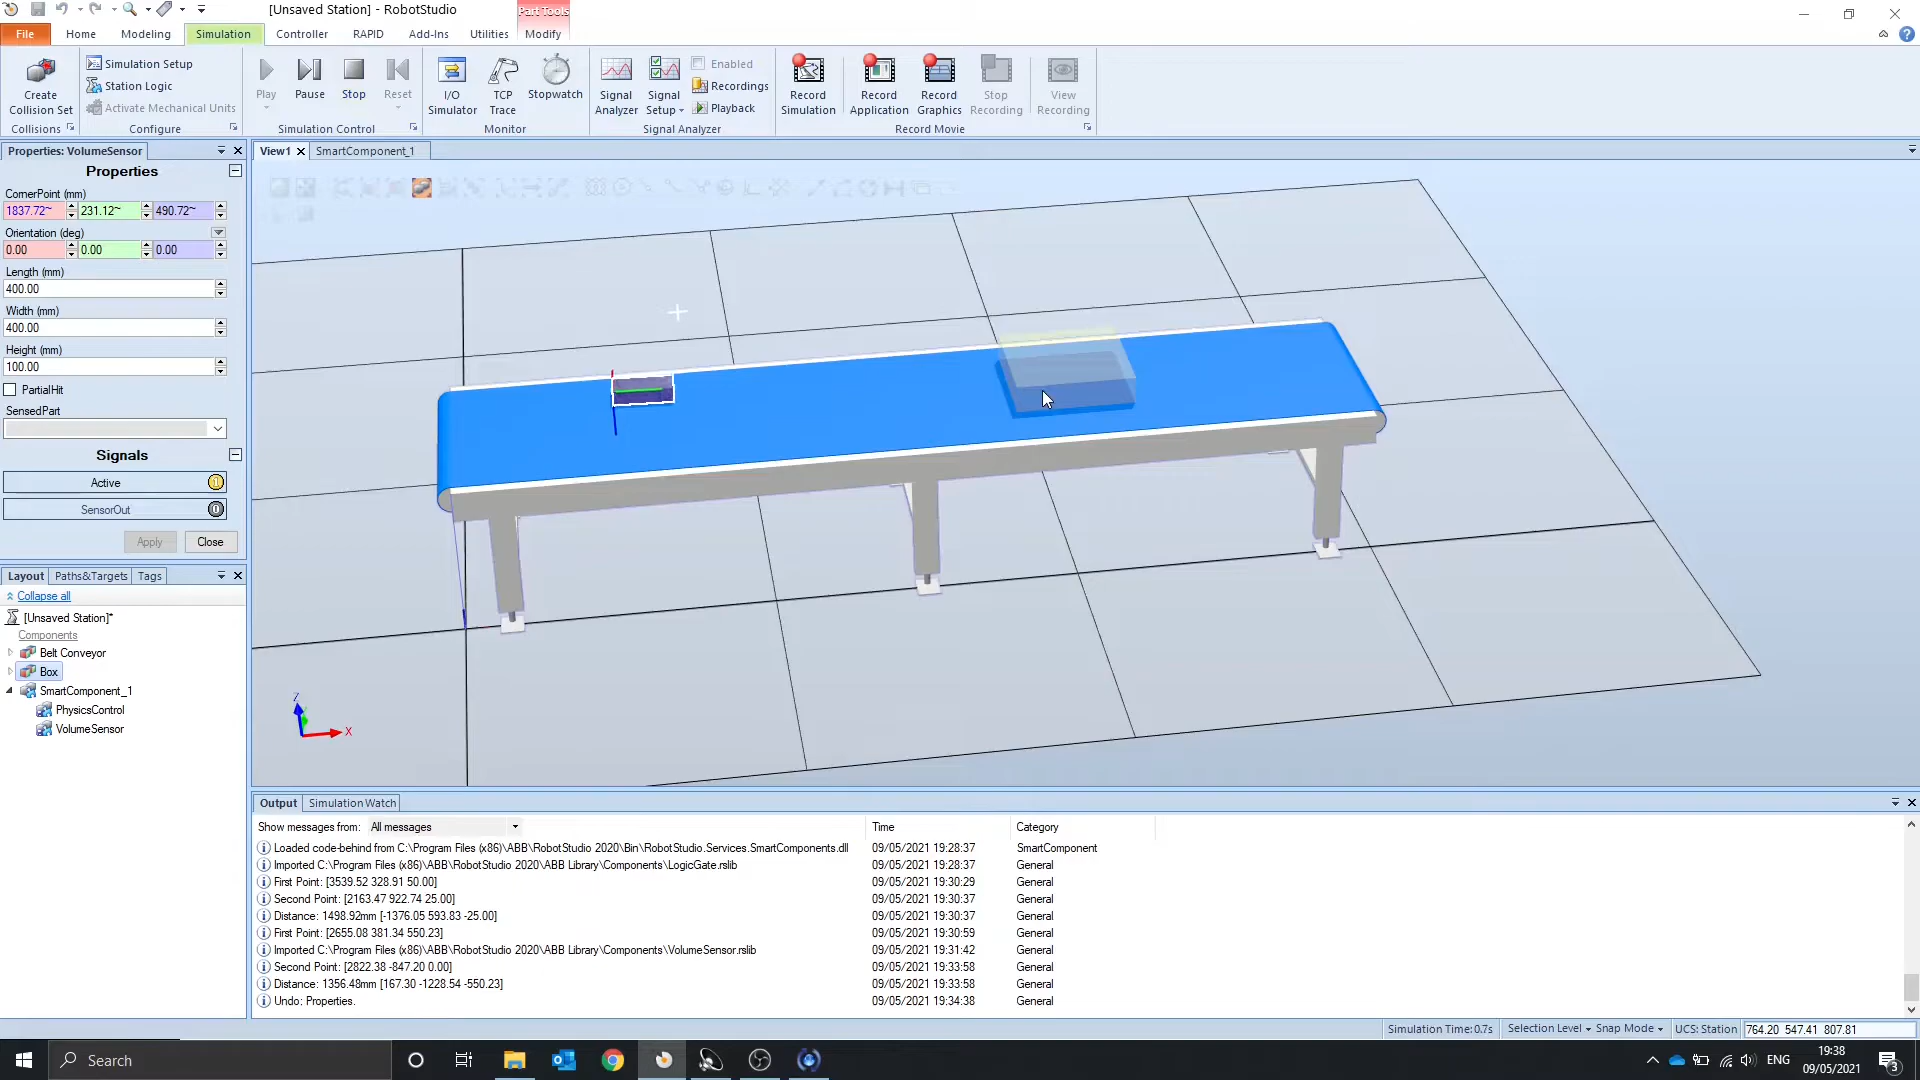 [Unsaved Station] - RobotStudio
Part Tools
File Home Modeling Simulation Controller RAPID Add-Ins Utilities Modify
Create Collision Set
Collisions
Simulation Setup
Station Logic
Activate Mechanical Units
Configure
Play Pause Stop Reset
Simulation Control
I/O Simulator
TCP Trace
Stopwatch
Monitor
Signal Analyzer
Signal Setup
Enabled
Recordings
Playback
Signal Analyzer
Record Simulation
Record Application
Record Graphics
Stop Recording
Record Movie
View Recording
Properties: VolumeSensor
View1 SmartComponent_1
Properties
CornerPoint (mm)
1837.72~ 231.12~ 490.72~
Orientation (deg)
0.00 0.00 0.00
Length (mm)
400.00
Width (mm)
400.00
Height (mm)
100.00
PartialHit
SensedPart
Signals
Active 1
SensorOut 0
Apply Close
Layout Paths&Targets Tags
Collapse all
[Unsaved Station]*
Components
Belt Conveyor
Box
SmartComponent_1
PhysicsControl
VolumeSensor
Z
X
Output Simulation Watch
Show messages from: All messages Time Category
Loaded code-behind from C:\Program Files (x86)\ABB\RobotStudio 2020\Bin\RobotStudio.Services.SmartComponents.dll 09/05/2021 19:28:37 SmartComponent
Imported C:\Program Files (x86)\ABB\RobotStudio 2020\ABB Library\Components\LogicGate.rslib 09/05/2021 19:28:37 General
First Point: [3539.52 328.91 50.00] 09/05/2021 19:30:29 General
Second Point: [2163.47 922.74 25.00] 09/05/2021 19:30:37 General
Distance: 1498.92mm [-1376.05 593.83 -25.00] 09/05/2021 19:30:37 General
First Point: [2655.08 381.34 550.23] 09/05/2021 19:30:59 General
Imported C:\Program Files (x86)\ABB\RobotStudio 2020\ABB Library\Components\VolumeSensor.rslib 09/05/2021 19:31:42 General
Second Point: [2822.38 -847.20 0.00] 09/05/2021 19:33:58 General
Distance: 1356.48mm [167.30 -1228.54 -550.23] 09/05/2021 19:33:58 General
Undo: Properties. 09/05/2021 19:34:38 General
Simulation Time: 0.7s Selection Level Snap Mode UCS: Station 764.20 547.41 807.81
Search
ENG
19:38
09/05/2021
3